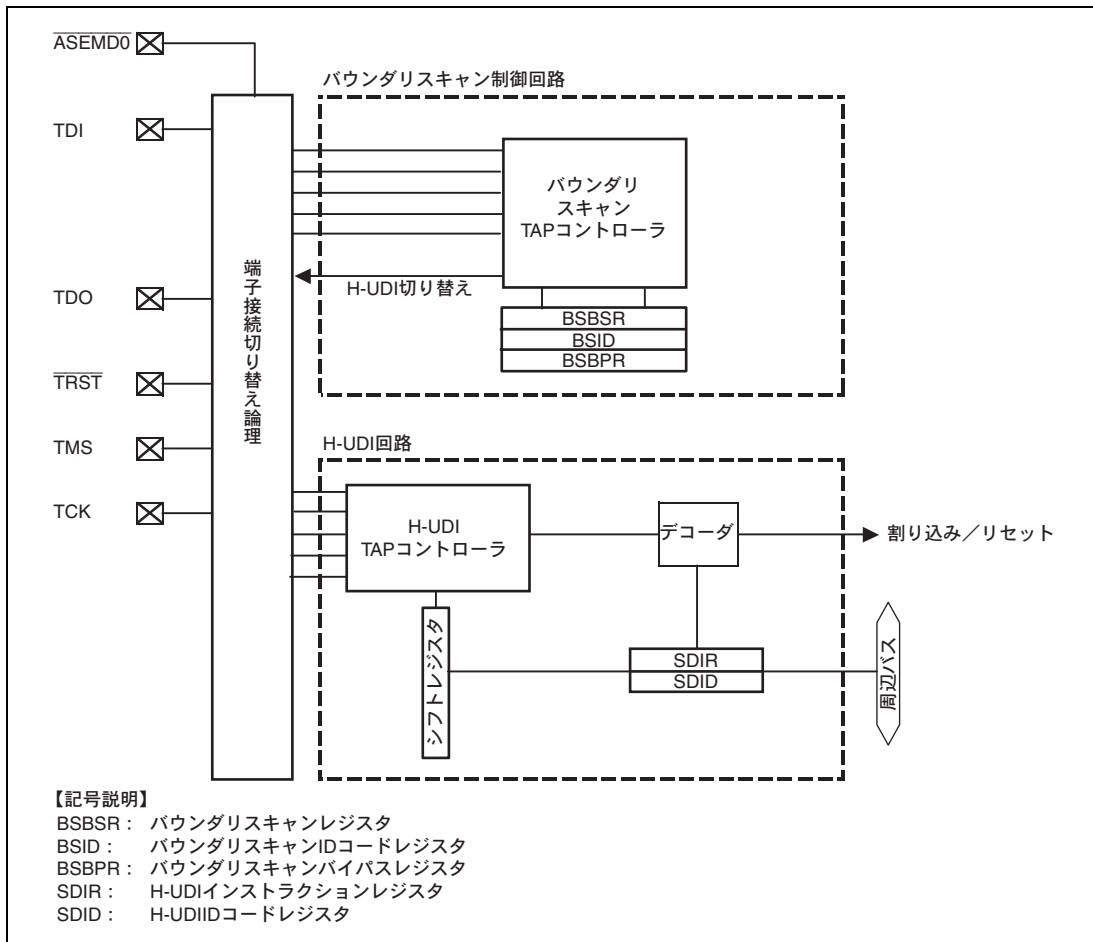 ASEMD0
バウンダリスキャン制御回路
TDI
バウンダリ
スキャン
TAPコントローラ
端子接続切り替え論理
H-UDI切り替え
TDO
BSBSR
BSID
BSBPR
TRST
TMS
H-UDI回路
TCK
H-UDI
TAPコントローラ
デコーダ
割り込み／リセット
シフトレジスタ
SDIR
SDID
周辺バス
【記号説明】
BSBSR： バウンダリスキャンレジスタ
BSID： バウンダリスキャンIDコードレジスタ
BSBPR： バウンダリスキャンバイパスレジスタ
SDIR： H-UDIインストラクションレジスタ
SDID： H-UDIIDコードレジスタ